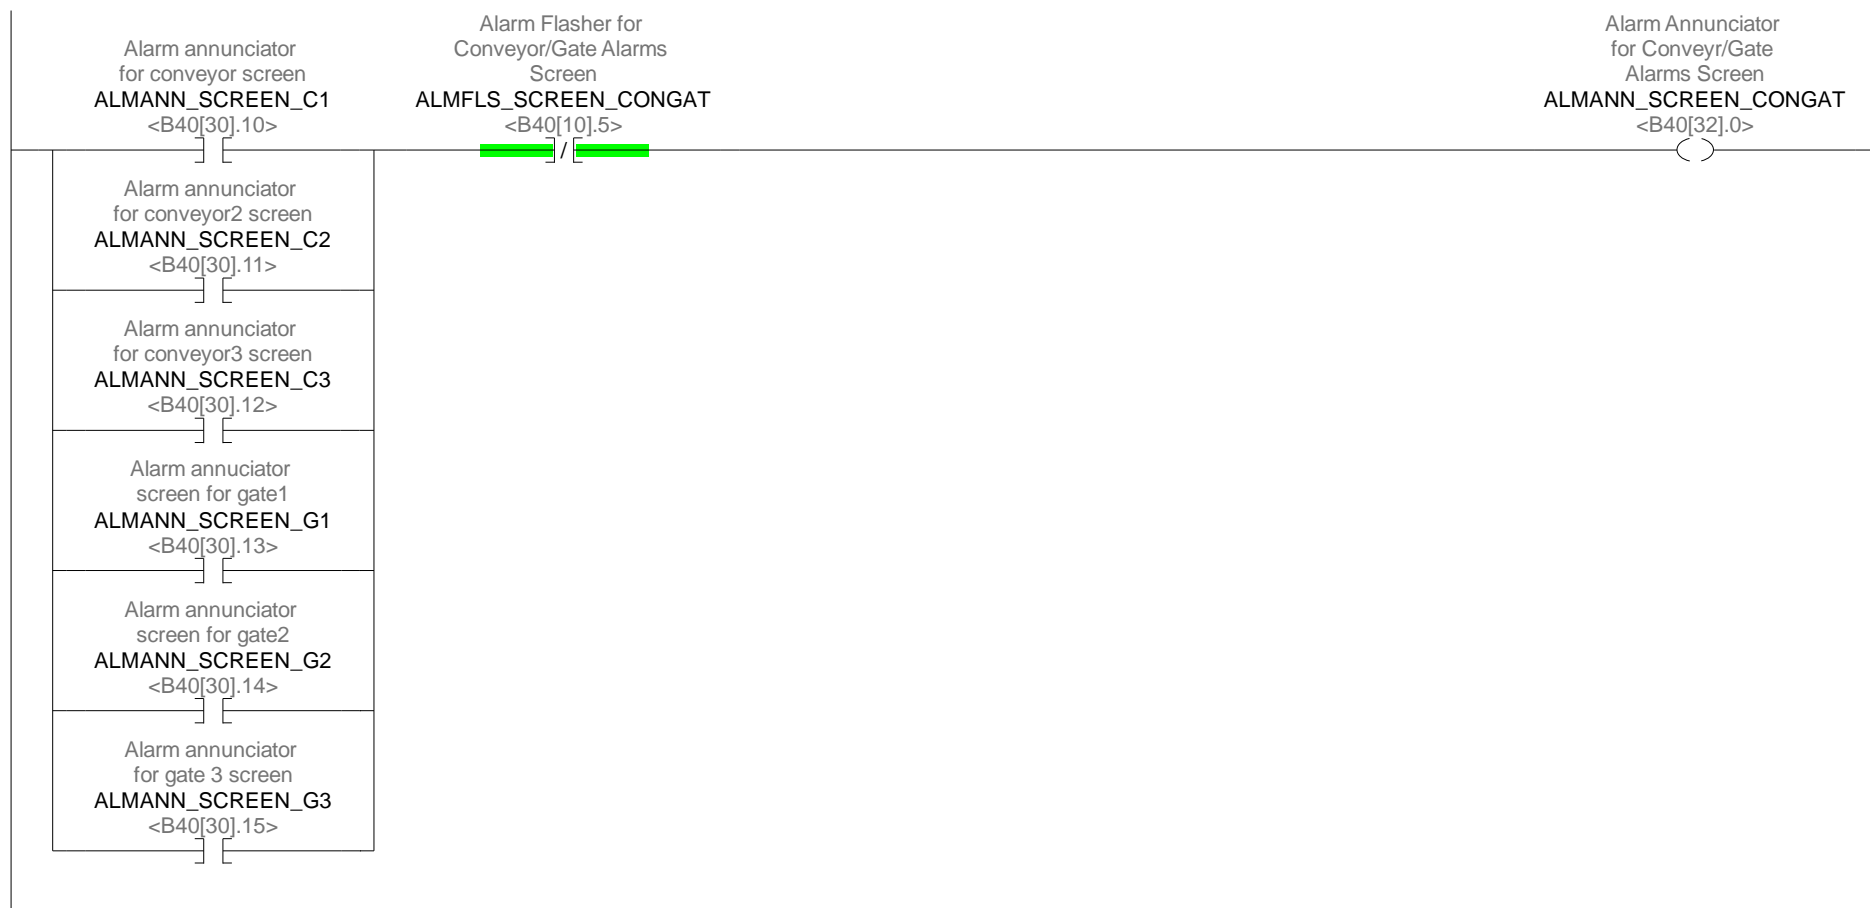 Alarm annunciator
for conveyor screen
ALMANN_SCREEN_C1
<B40[30].10>
Alarm Flasher for
Conveyor/Gate Alarms
Screen
ALMFLS_SCREEN_CONGAT
<B40[10].5>
/
Alarm Annunciator
for Conveyr/Gate
Alarms Screen
ALMANN_SCREEN_CONGAT
<B40[32].0>
Alarm annunciator
for conveyor2 screen
ALMANN_SCREEN_C2
<B40[30].11>
Alarm annunciator
for conveyor3 screen
ALMANN_SCREEN_C3
<B40[30].12>
Alarm annuciator
screen for gate1
ALMANN_SCREEN_G1
<B40[30].13>
Alarm annunciator
screen for gate2
ALMANN_SCREEN_G2
<B40[30].14>
Alarm annunciator
for gate 3 screen
ALMANN_SCREEN_G3
<B40[30].15>